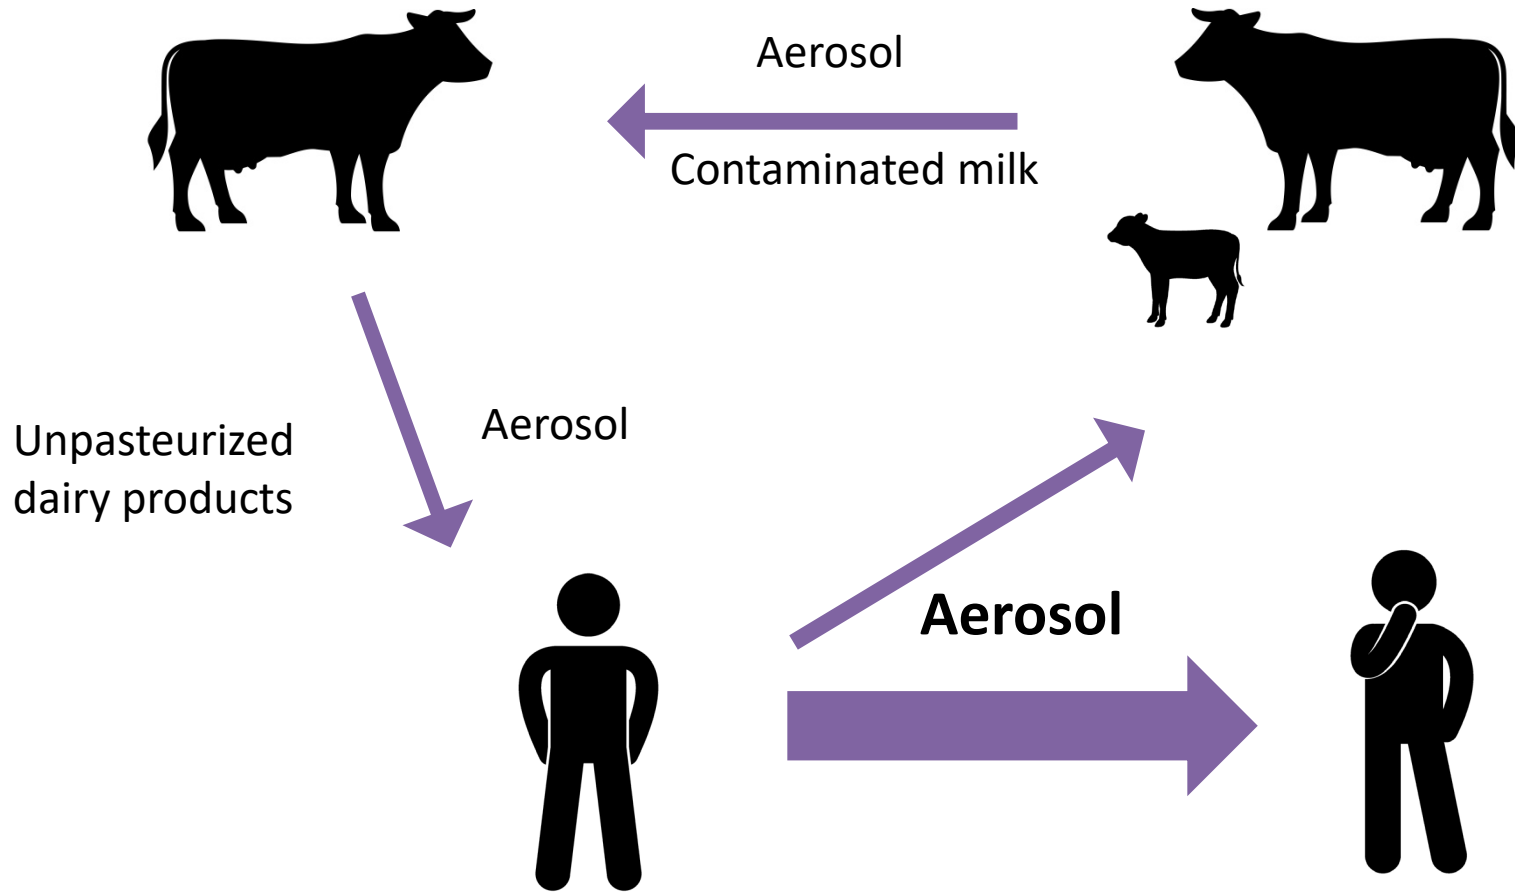 Aerosol
Contaminated milk
Unpasteurized
dairy products
Aerosol
Aerosol